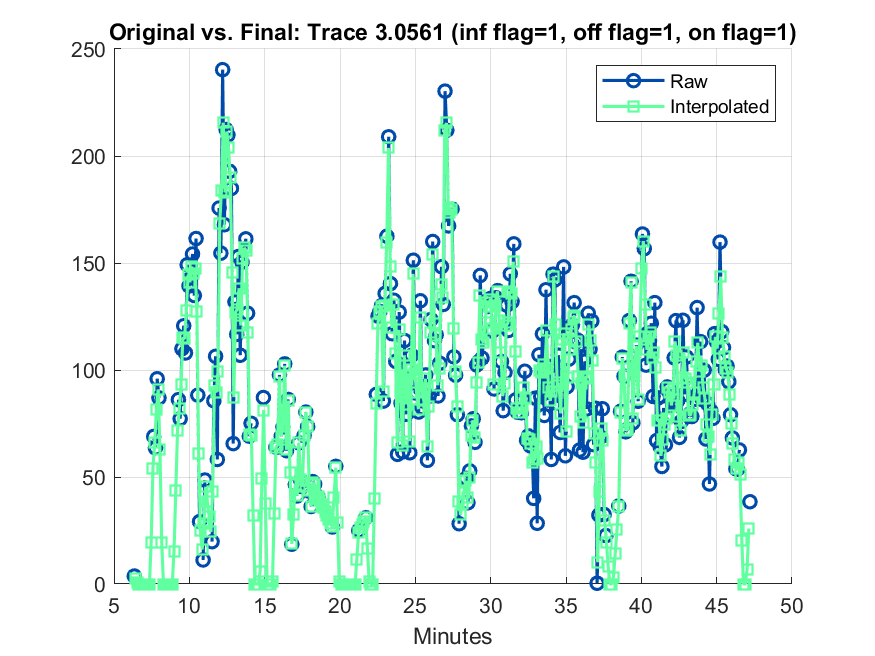 Original vs. Final: Trace 3.0561 (inf flag=1, off flag=1, on flag=1)
250
200
150
100
50
0
Raw
Interpolated
5 10 15 20 25 30 35 40 45 50
Minutes